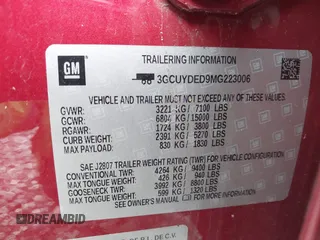 GM
TRAILERING INFORMATION
3GCUYDED9MG223006
VEHICLE AND TRAILER MUST NOT EXCEED ANY OF THESE VALUES
GVWR: 3221 KG / 7100 LBS
GCWR: 6804 KG / 15000 LBS
RGAWR: 1724 KG / 3800 LBS
CURB WEIGHT: 2391 KG / 5270 LBS
MAX PAYLOAD: 830 KG / 1830 LBS
SAE J2807 TRAILER WEIGHT RATING (TWR) FOR VEHICLE CONFIGURATION
CONVENTIONAL TWR: 4264 KG / 9400 LBS
MAX TONGUE WEIGHT: 426 KG / 940 LBS
GOOSENECK TWR: 3992 KG / 8800 LBS
MAX TONGUE WEIGHT: 599 KG / 1320 LBS
SEE OWNER'S MANUAL
DREAMBID
DE C.V.